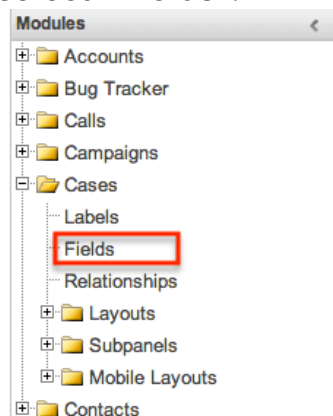 Modules
Accounts
Bug Tracker
Calls
Campaigns
Cases
Labels
Fields
Relationships
Layouts
Subpanels
Mobile Layouts
Contacts